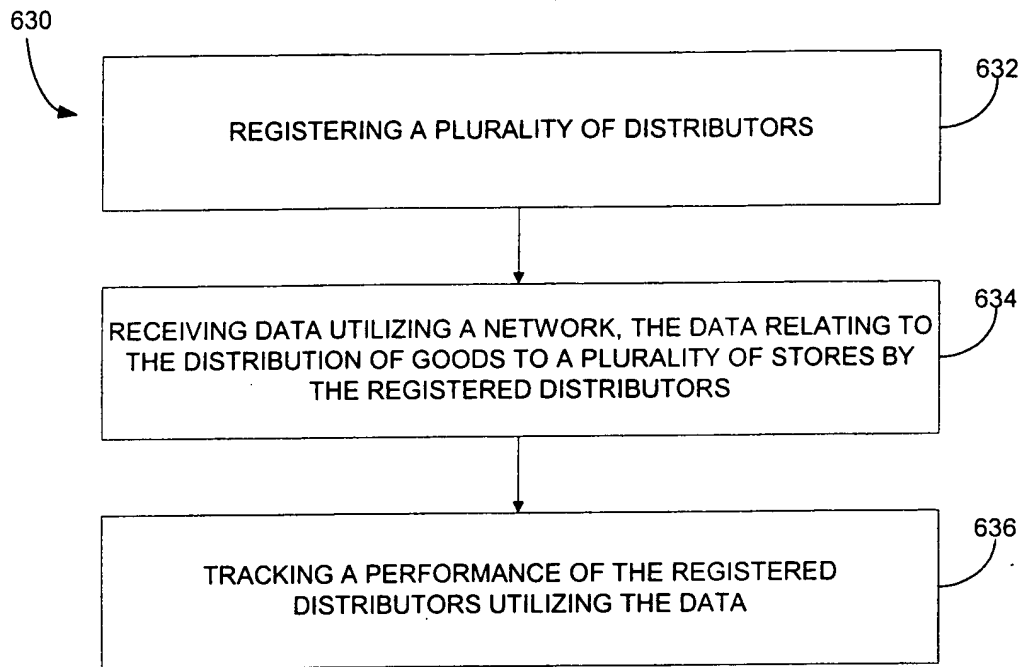 630
632
REGISTERING A PLURALITY OF DISTRIBUTORS
634
RECEIVING DATA UTILIZING A NETWORK, THE DATA RELATING TO
THE DISTRIBUTION OF GOODS TO A PLURALITY OF STORES BY
THE REGISTERED DISTRIBUTORS
636
TRACKING A PERFORMANCE OF THE REGISTERED
DISTRIBUTORS UTILIZING THE DATA